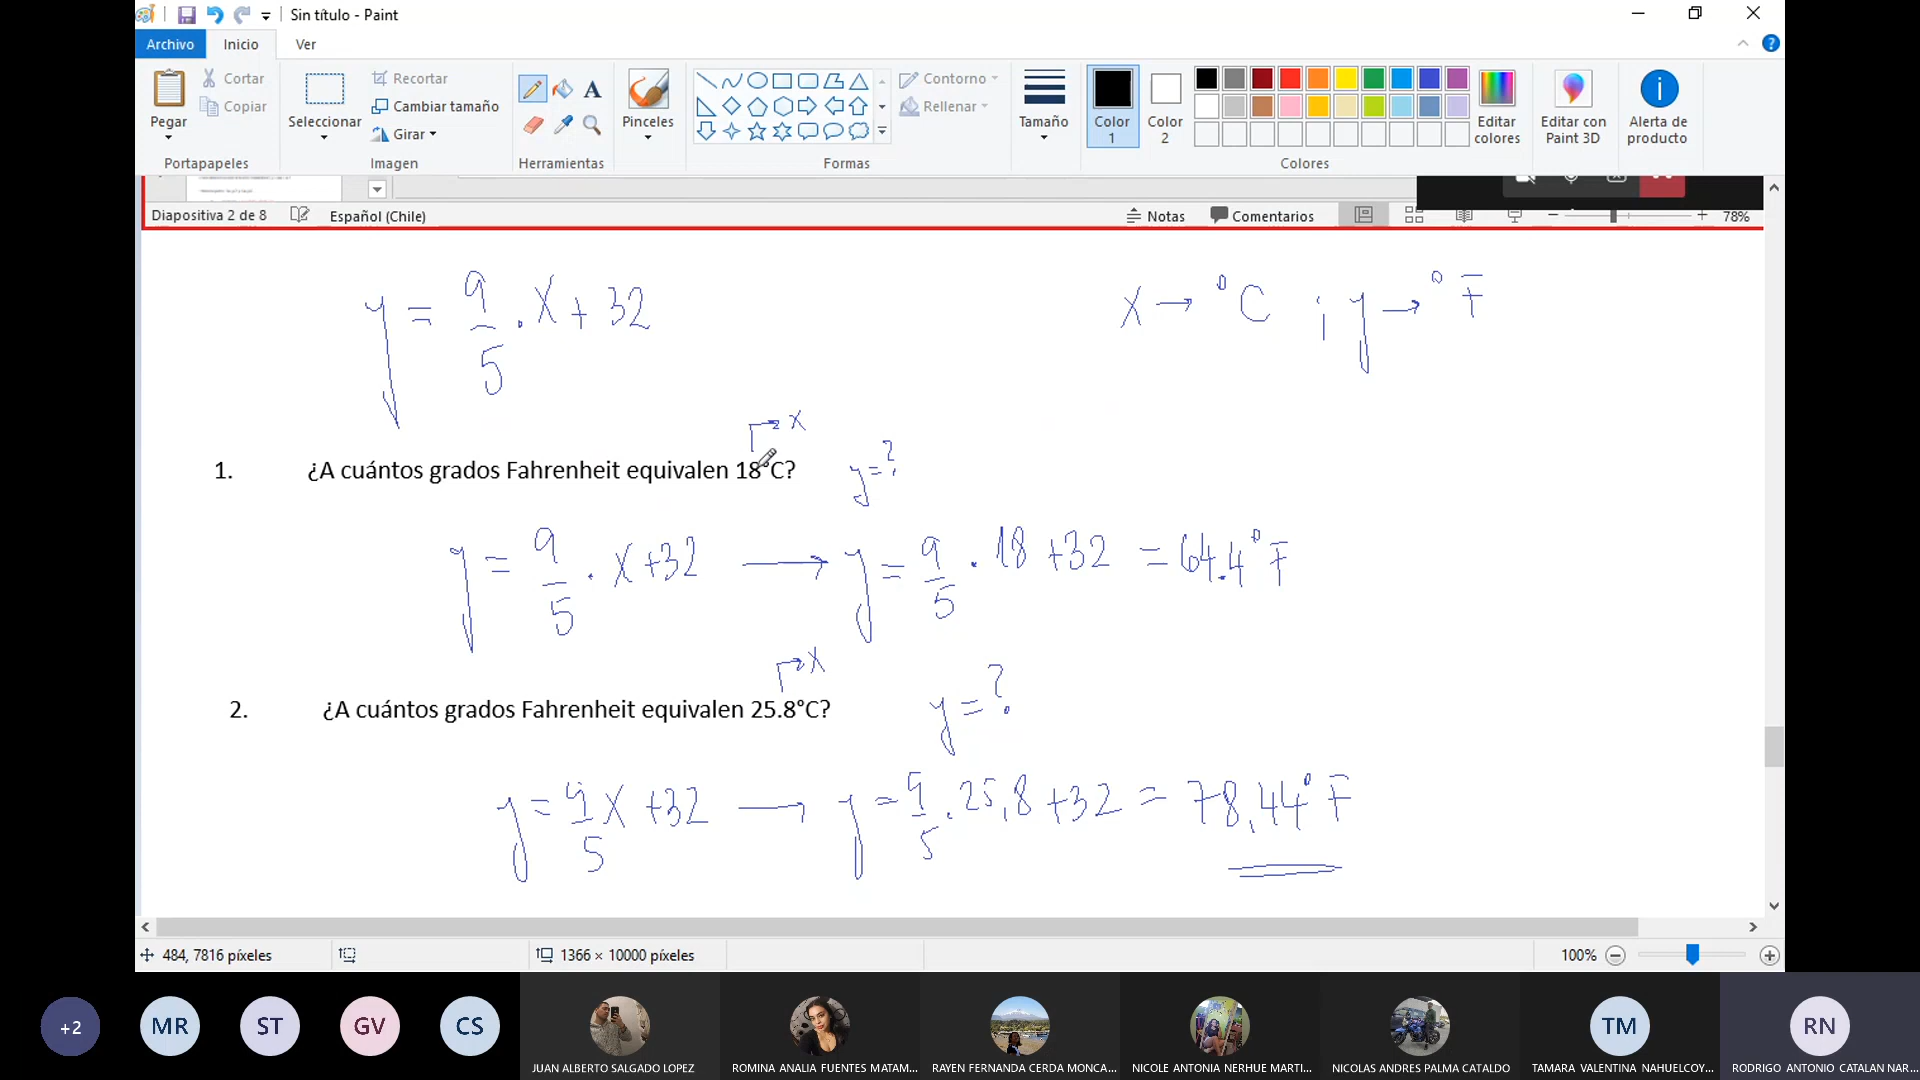 Sin título - Paint
Archivo Inicio Ver
Pegar
Cortar
Copiar
Portapapeles
Seleccionar
Recortar
Cambiar tamaño
Girar
Imagen
A
Herramientas
Pinceles
Contorno
Rellenar
Formas
Tamaño
Color 1
Color 2
Editar colores
Colores
Editar con Paint 3D
Alerta de producto
Diapositiva 2 de 8 Español (Chile) Notas Comentarios 78%
y = 9/5 . x + 32 x → °C ; y → °F
x
1. ¿A cuántos grados Fahrenheit equivalen 18°C? y = ?
y = 9/5 . x + 32 → y = 9/5 . 18 + 32 = 64.4°F
x
2. ¿A cuántos grados Fahrenheit equivalen 25.8°C? y = ?
y = 9/5 x + 32 → y = 9/5 . 25,8 + 32 = 78,44°F
484, 7816 píxeles 1366 × 10000 píxeles 100%
+2 MR ST GV CS TM RN
JUAN ALBERTO SALGADO LOPEZ ROMINA ANALIA FUENTES MATAM... RAYEN FERNANDA CERDA MONCA... NICOLE ANTONIA NERHUE MARTI... NICOLAS ANDRES PALMA CATALDO TAMARA VALENTINA NAHUELCOY... RODRIGO ANTONIO CATALAN NAR...